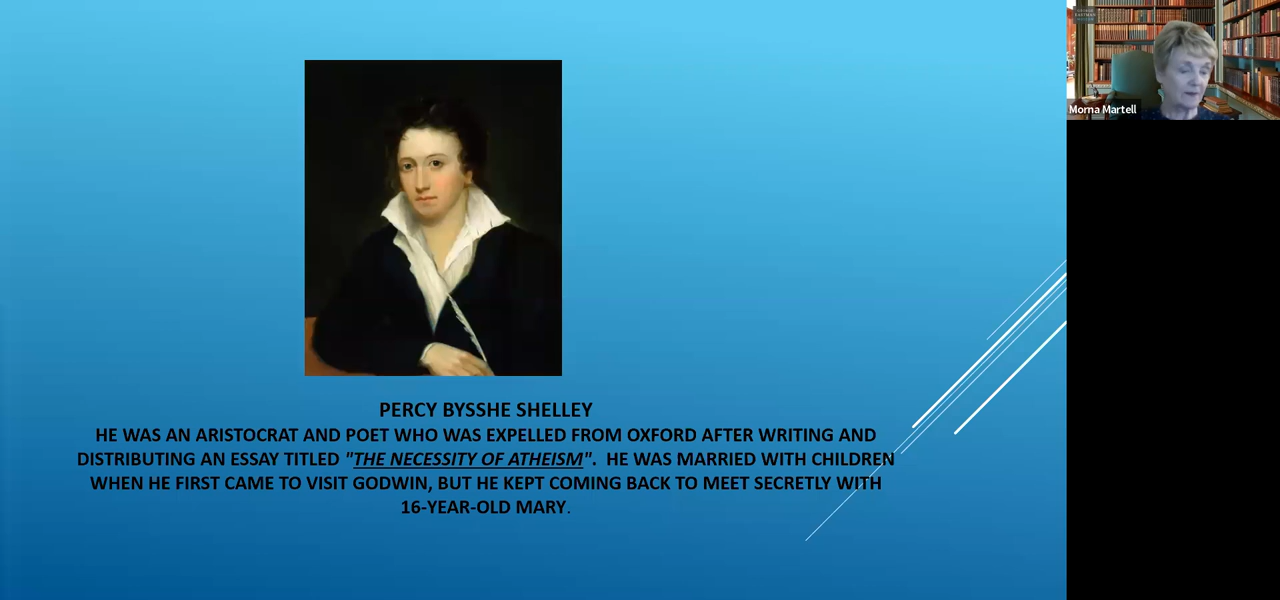 PERCY BYSSHE SHELLEY
HE WAS AN ARISTOCRAT AND POET WHO WAS EXPELLED FROM OXFORD AFTER WRITING AND
DISTRIBUTING AN ESSAY TITLED "THE NECESSITY OF ATHEISM". HE WAS MARRIED WITH CHILDREN
WHEN HE FIRST CAME TO VISIT GODWIN, BUT HE KEPT COMING BACK TO MEET SECRETLY WITH
16-YEAR-OLD MARY.
Morna Martell